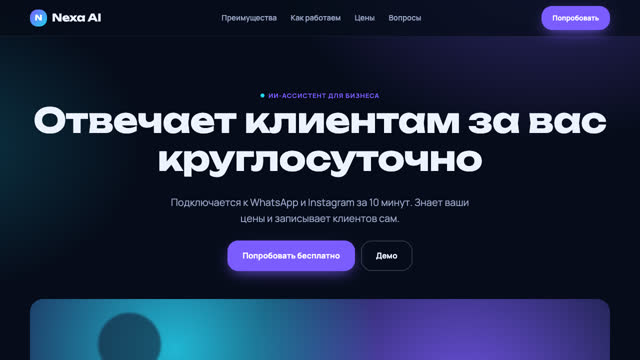 N Nexa AI
Преимущества Как работаем Цены Вопросы
Попробовать
ИИ-АССИСТЕНТ ДЛЯ БИЗНЕСА
Отвечает клиентам за вас
круглосуточно
Подключается к WhatsApp и Instagram за 10 минут. Знает ваши
цены и записывает клиентов сам.
Попробовать бесплатно
Демо